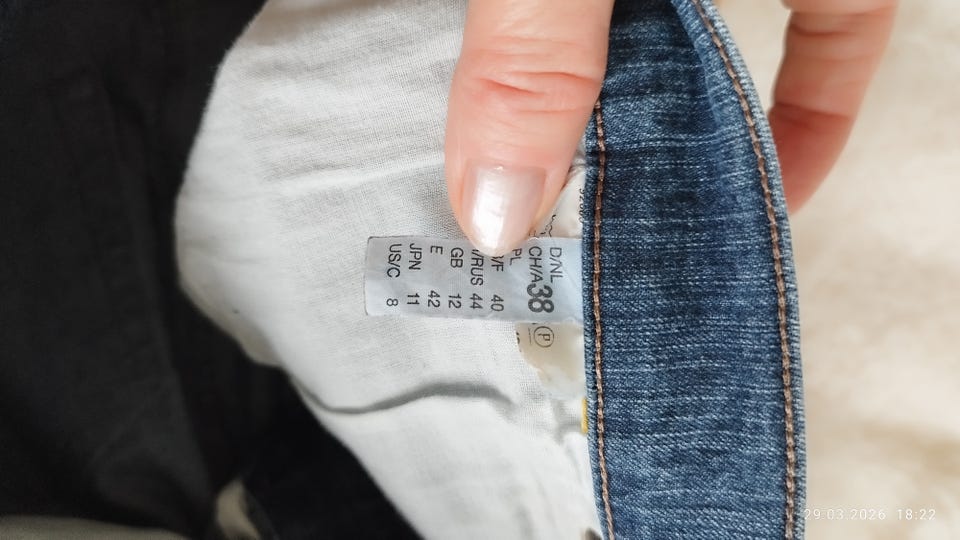 D/NL
CH/A 38
PL
/F 40
I/RUS 44
GB 12
E 42
JPN 11
US/C 8
P
29.03.2026 18:22